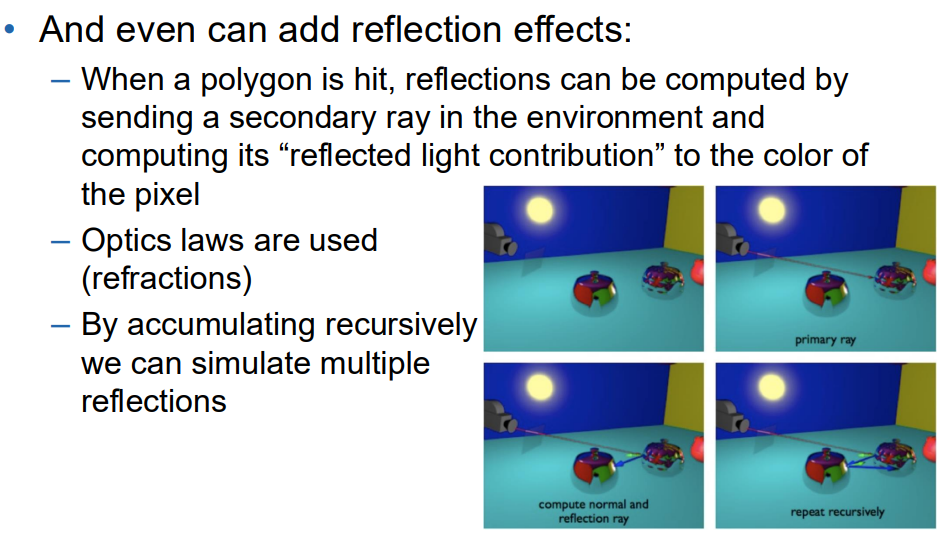 • And even can add reflection effects:
– When a polygon is hit, reflections can be computed by
sending a secondary ray in the environment and
computing its “reflected light contribution” to the color of
the pixel
– Optics laws are used
(refractions)
– By accumulating recursively
we can simulate multiple
reflections
primary ray
compute normal and
reflection ray
repeat recursively